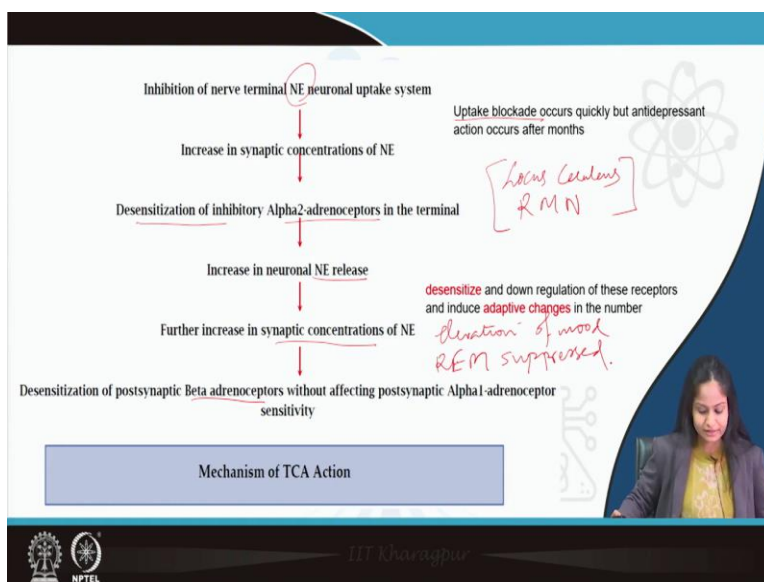 Inhibition of nerve terminal NE neuronal uptake system
Increase in synaptic concentrations of NE
Desensitization of inhibitory Alpha2-adrenoceptors in the terminal
Increase in neuronal NE release
Further increase in synaptic concentrations of NE
Desensitization of postsynaptic Beta adrenoceptors without affecting postsynaptic Alpha1-adrenoceptor
sensitivity
Uptake blockade occurs quickly but antidepressant
action occurs after months
Locus
RMN
desensitize and down regulation of these receptors
and induce adaptive changes in the number
of mood
REM suppressed.
Mechanism of TCA Action
IIT Kharagpur
NPTEL